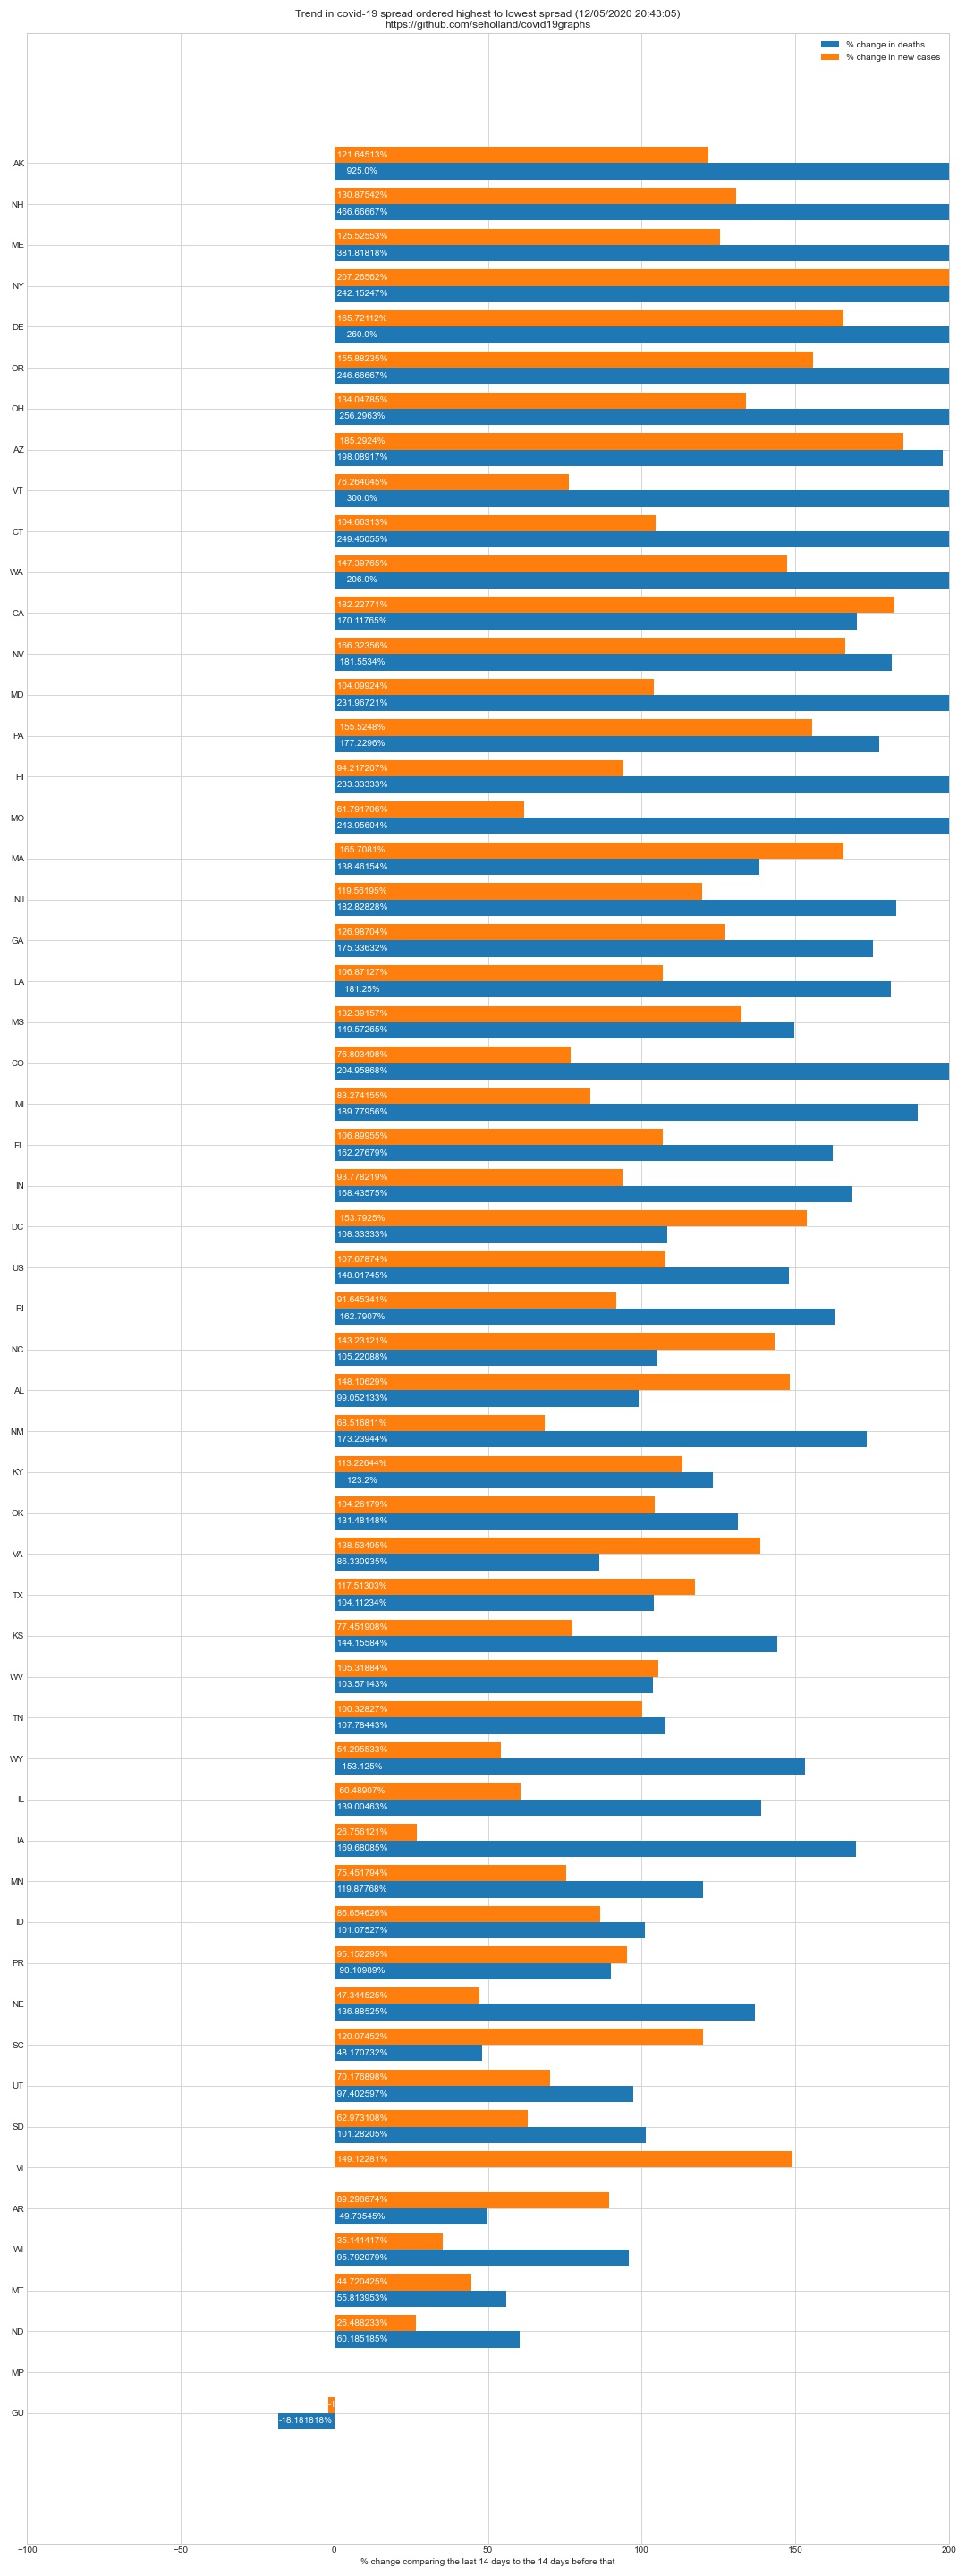 Trend in covid-19 spread ordered highest to lowest spread (12/05/2020 20:43:05)
https://github.com/seholland/covid19graphs
% change in deaths
% change in new cases
121.64513%
AK
925.0%
130.87542%
NH
466.66667%
125.52553%
ME
381.81818%
207.26562%
NY
242.15247%
165.72112%
DE
260.0%
155.88235%
OR
246.66667%
134.04785%
OH
256.2963%
185.2924%
AZ
198.08917%
76.264045%
VT
300.0%
104.66313%
CT
249.45055%
147.39765%
WA
206.0%
182.22771%
CA
170.11765%
166.32356%
NV
181.5534%
104.09924%
MD
231.96721%
155.5248%
PA
177.2296%
94.217207%
HI
233.33333%
61.791706%
MO
243.95604%
165.7081%
MA
138.46154%
119.56195%
NJ
182.82828%
126.98704%
GA
175.33632%
106.87127%
LA
181.25%
132.39157%
MS
149.57265%
76.803498%
CO
204.95868%
83.274155%
MI
189.77956%
106.89955%
FL
162.27679%
93.778219%
IN
168.43575%
153.7925%
DC
108.33333%
107.67874%
US
148.01745%
91.645341%
RI
162.7907%
143.23121%
NC
105.22088%
148.10629%
AL
99.052133%
68.516811%
NM
173.23944%
113.22644%
KY
123.2%
104.26179%
OK
131.48148%
138.53495%
VA
86.330935%
117.51303%
TX
104.11234%
77.451908%
KS
144.15584%
105.31884%
WV
103.57143%
100.32827%
TN
107.78443%
54.295533%
WY
153.125%
60.48907%
IL
139.00463%
26.756121%
IA
169.68085%
75.451794%
MN
119.87768%
86.654626%
ID
101.07527%
95.152295%
PR
90.10989%
47.344525%
NE
136.88525%
120.07452%
SC
48.170732%
70.176898%
UT
97.402597%
62.973108%
SD
101.28205%
149.12281%
VI
89.298674%
AR
49.73545%
35.141417%
WI
95.792079%
44.720425%
MT
55.813953%
26.488233%
ND
60.185185%
MP
GU
-18.181818%
−100 −50 0 50 100 150 200
% change comparing the last 14 days to the 14 days before that